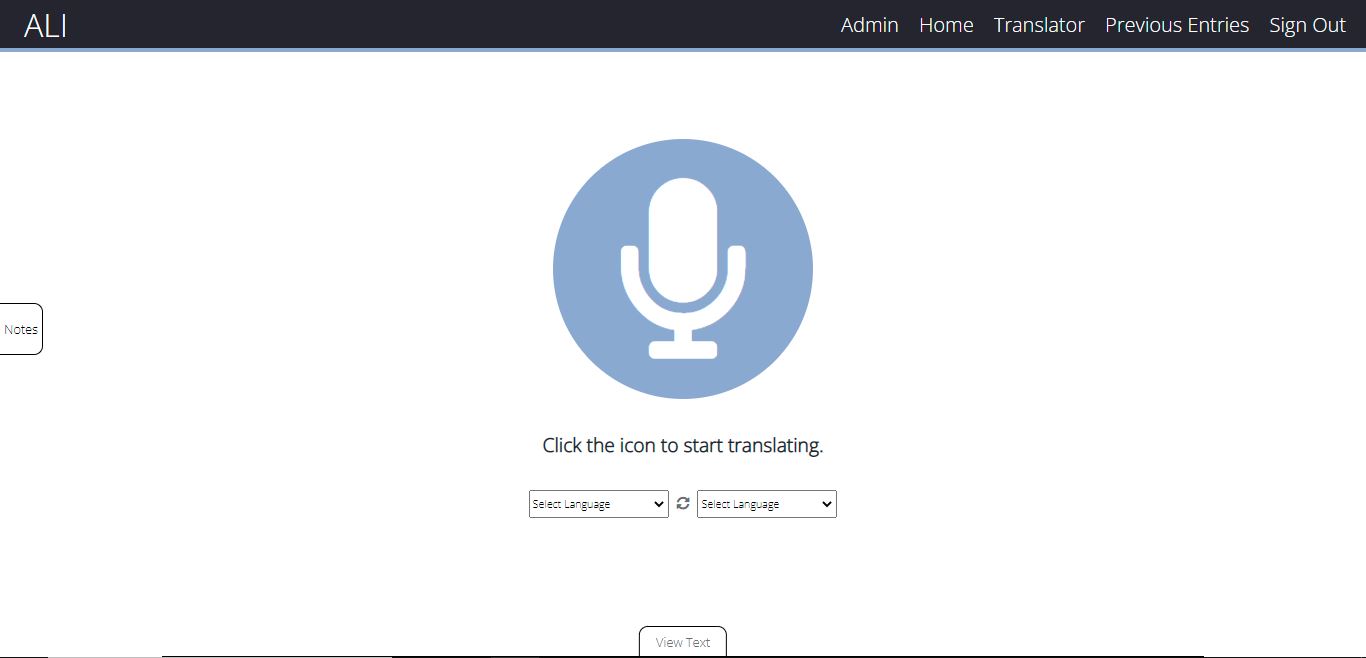 ALI
Admin Home Translator Previous Entries Sign Out
Notes
Click the icon to start translating.
Select Language Select Language
View Text